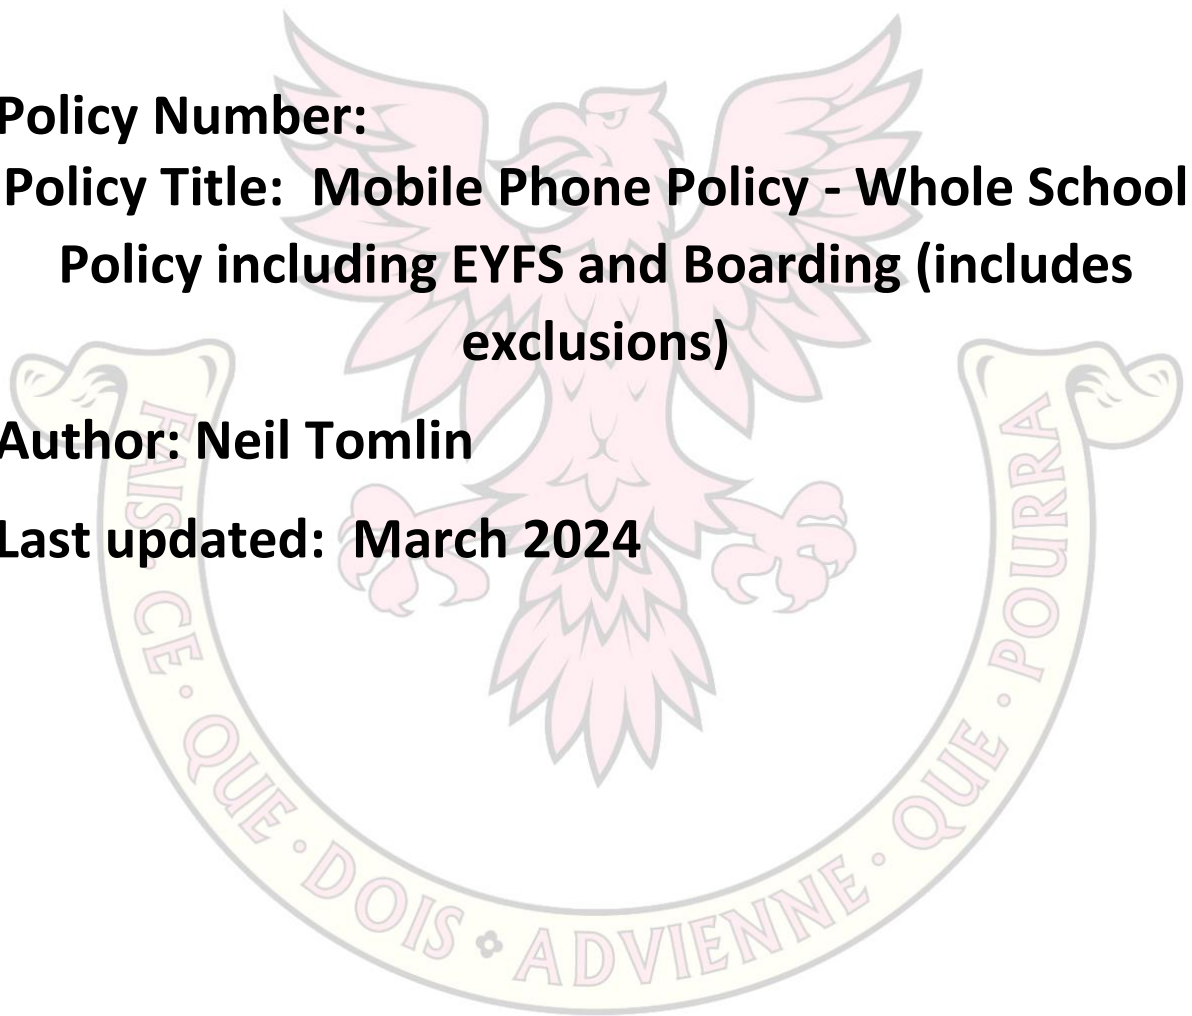 Policy Number:
Policy Title: Mobile Phone Policy - Whole School
Policy including EYFS and Boarding (includes
exclusions)
Author: Neil Tomlin
Last updated: March 2024
FAIS · CE · QUE · DOIS · ADVIENNE · QUE · POURRA